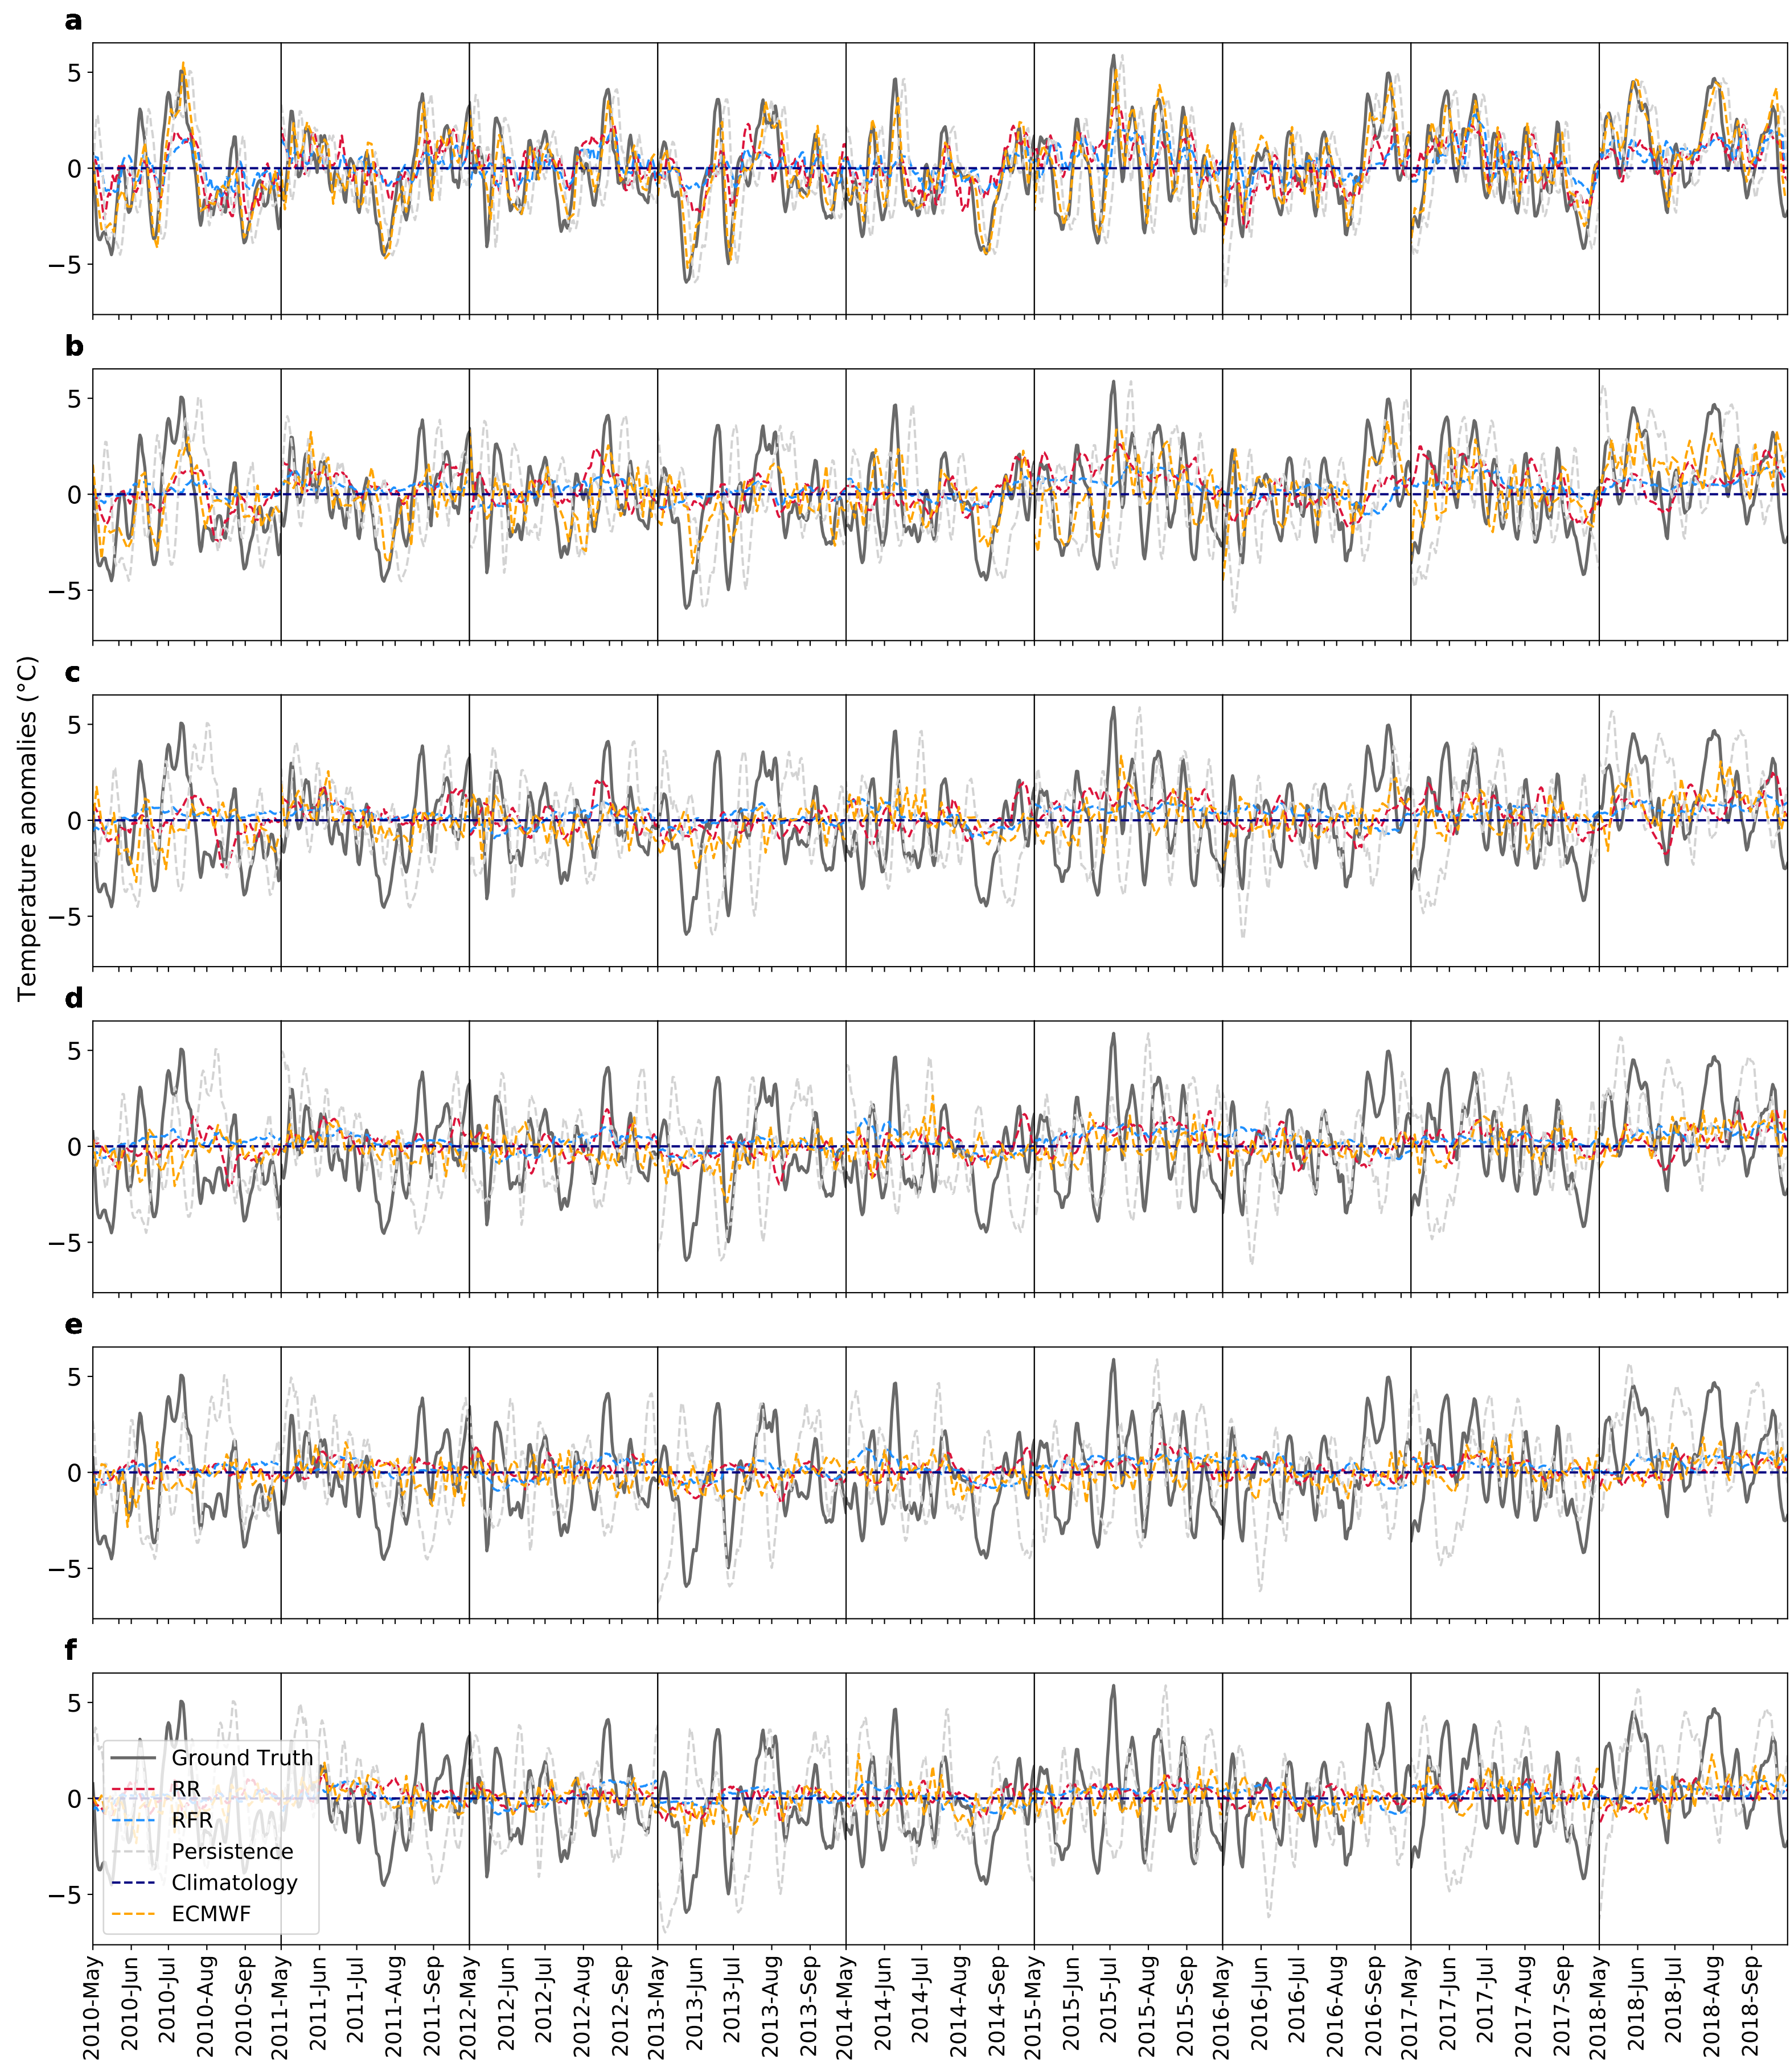 a
5
0
−5
b
5
0
−5
c
5
0
−5
Temperature anomalies (°C)
d
5
0
−5
e
5
0
−5
f
5
0
−5
Ground Truth
RR
RFR
Persistence
Climatology
ECMWF
2010-May
2010-Jun
2010-Jul
2010-Aug
2010-Sep
2011-May
2011-Jun
2011-Jul
2011-Aug
2011-Sep
2012-May
2012-Jun
2012-Jul
2012-Aug
2012-Sep
2013-May
2013-Jun
2013-Jul
2013-Aug
2013-Sep
2014-May
2014-Jun
2014-Jul
2014-Aug
2014-Sep
2015-May
2015-Jun
2015-Jul
2015-Aug
2015-Sep
2016-May
2016-Jun
2016-Jul
2016-Aug
2016-Sep
2017-May
2017-Jun
2017-Jul
2017-Aug
2017-Sep
2018-May
2018-Jun
2018-Jul
2018-Aug
2018-Sep